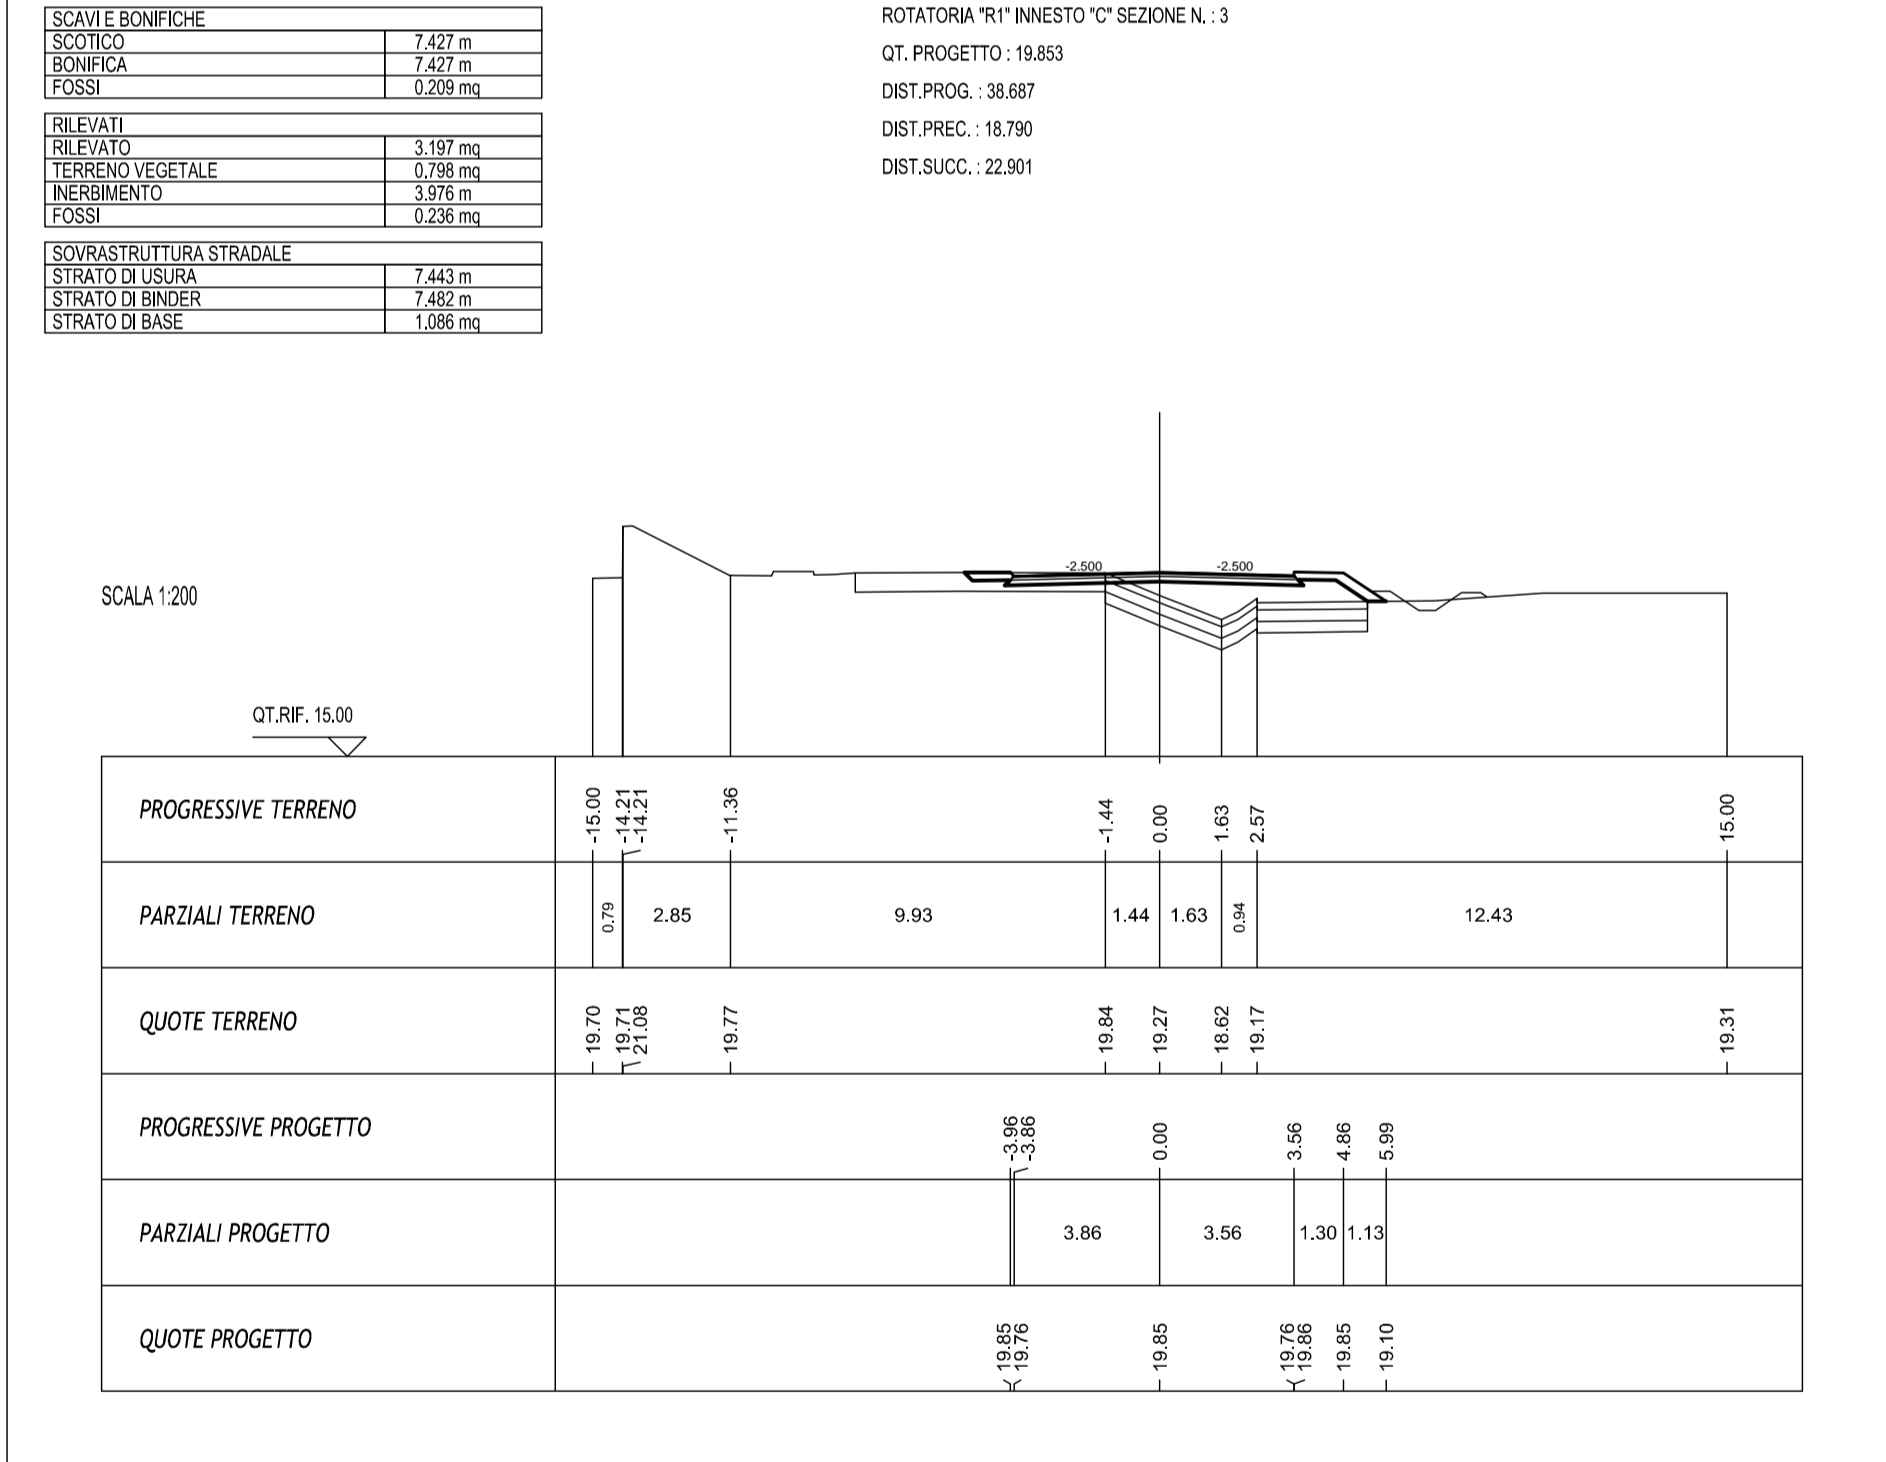 SCAVI E BONIFICHE
SCOTICO 7.427 m
BONIFICA 7.427 m
FOSSI 0.209 mq
RILEVATI
RILEVATO 3.197 mq
TERRENO VEGETALE 0.798 mq
INERBIMENTO 3.976 m
FOSSI 0.236 mq
SOVRASTRUTTURA STRADALE
STRATO DI USURA 7.443 m
STRATO DI BINDER 7.482 m
STRATO DI BASE 1.086 mq
ROTATORIA "R1" INNESTO "C" SEZIONE N. : 3
QT. PROGETTO : 19.853
DIST.PROG. : 38.687
DIST.PREC. : 18.790
DIST.SUCC. : 22.901
-2.500 -2.500
SCALA 1:200
QT.RIF. 15.00
PROGRESSIVE TERRENO -15.00 -14.21 -14.21 -11.36 -1.44 0.00 1.63 2.57 15.00
PARZIALI TERRENO 0.79 2.85 9.93 1.44 1.63 0.94 12.43
QUOTE TERRENO 19.70 19.71 21.08 19.77 19.84 19.27 18.62 19.17 19.31
PROGRESSIVE PROGETTO -3.96 -3.86 0.00 3.56 4.86 5.99
PARZIALI PROGETTO 3.86 3.56 1.30 1.13
QUOTE PROGETTO 19.85 19.76 19.85 19.76 19.86 19.85 19.10